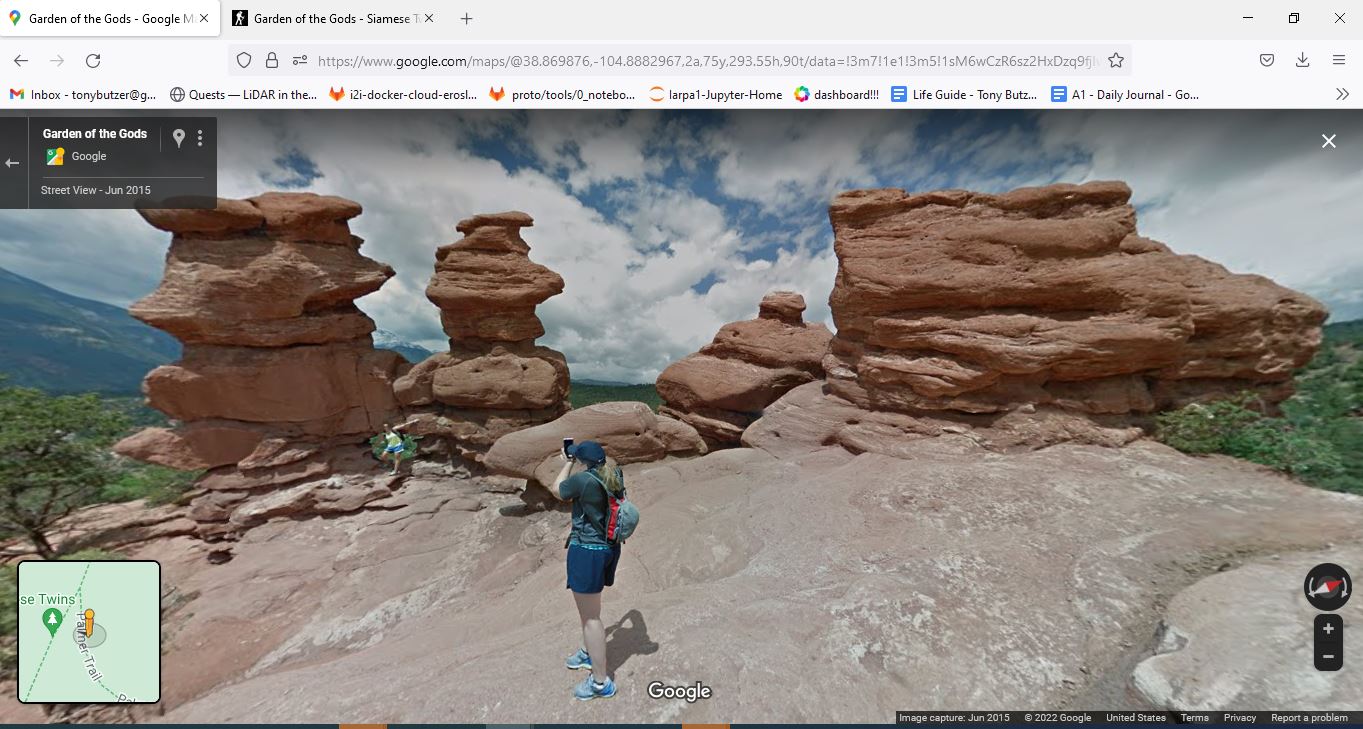 Garden of the Gods - Google M
Garden of the Gods - Siamese T
https://www.google.com/maps/@38.869876,-104.8882967,2a,75y,293.55h,90t/data=!3m7!1e1!3m5!1sM6wCzR6sz2HxDzq9fjlv
Inbox - tonybutzer@g...
Quests — LiDAR in the...
i2i-docker-cloud-erosl...
proto/tools/0_notebo...
larpa1-Jupyter-Home
dashboard!!!
Life Guide - Tony Butz...
A1 - Daily Journal - Go...
Garden of the Gods
Google
Street View - Jun 2015
se Twins
Palmer Trail
Pal
Google
Image capture: Jun 2015 © 2022 Google United States Terms Privacy Report a problem